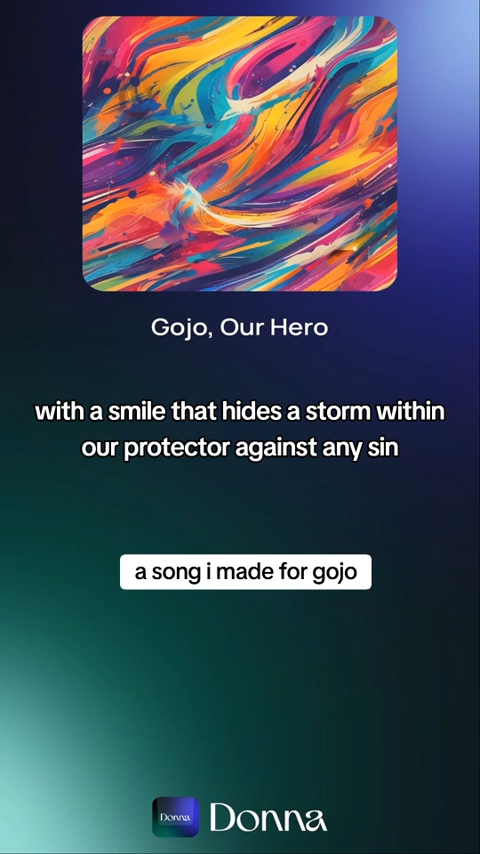 Gojo, Our Hero
with a smile that hides a storm within
our protector against any sin
a song i made for gojo
Donna
Donna